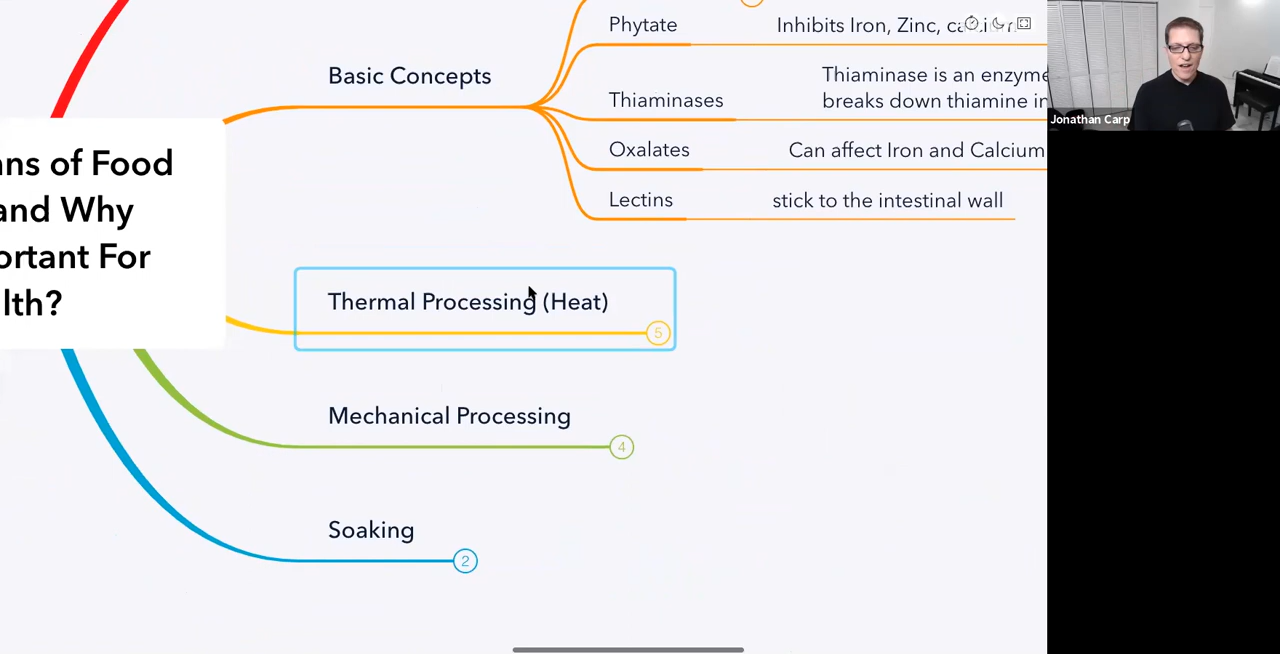 Phytate
Inhibits Iron, Zinc,
Basic Concepts
Thiaminase is an enzyme
Thiaminases
breaks down thiamine in
Oxalates
Can affect Iron and Calcium
Lectins
stick to the intestinal wall
ns of Food
and Why
ortant For
lth?
Thermal Processing (Heat)
5
Mechanical Processing
4
Soaking
2
Jonathan Carp